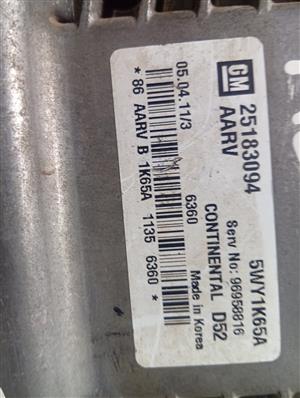 GM 25183094
AARV
5WY1K65A
Serv No: 96958816
CONTINENTAL D52
6360 Made in Korea
05.04.11/3
* 86 AARV B 1K65A 1135 6360 *